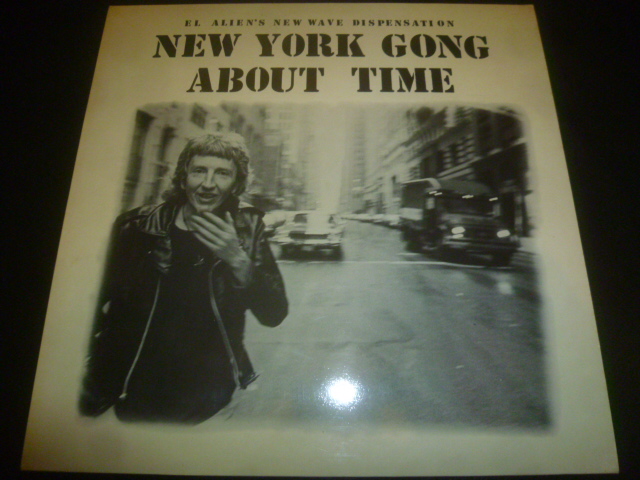 EL ALIEN'S NEW WAVE DISPENSATION
NEW YORK GONG
ABOUT TIME